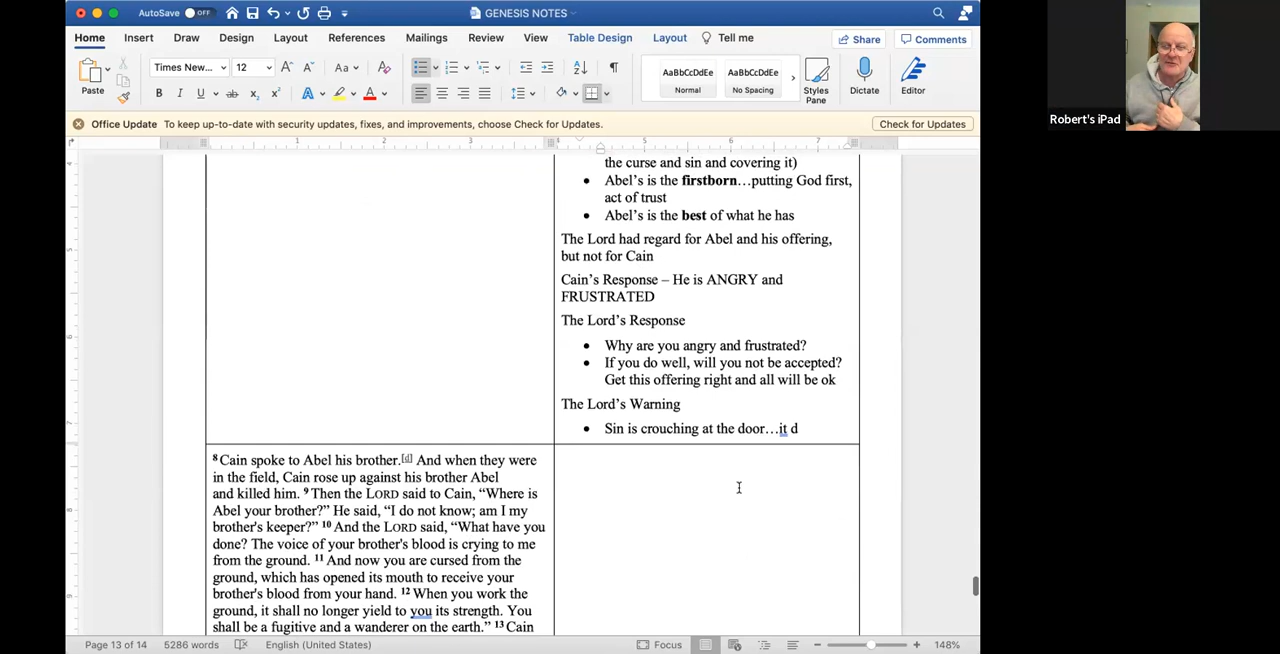 AutoSave OFF
GENESIS NOTES
Home Insert Draw Design Layout References Mailings Review View Table Design Layout Tell me
Share Comments
Paste
Times New... 12
AaBbCcDdEe AaBbCcDdEe
Normal No Spacing
Styles Pane
Dictate
Editor
Office Update To keep up-to-date with security updates, fixes, and improvements, choose Check for Updates. Check for Updates
the curse and sin and covering it)
• Abel's is the firstborn…putting God first,
act of trust
• Abel's is the best of what he has
The Lord had regard for Abel and his offering,
but not for Cain
Cain's Response – He is ANGRY and
FRUSTRATED
The Lord's Response
• Why are you angry and frustrated?
• If you do well, will you not be accepted?
Get this offering right and all will be ok
The Lord's Warning
• Sin is crouching at the door…it d
8 Cain spoke to Abel his brother.[d] And when they were
in the field, Cain rose up against his brother Abel
and killed him. 9 Then the LORD said to Cain, “Where is
Abel your brother?” He said, “I do not know; am I my
brother's keeper?” 10 And the LORD said, “What have you
done? The voice of your brother's blood is crying to me
from the ground. 11 And now you are cursed from the
ground, which has opened its mouth to receive your
brother's blood from your hand. 12 When you work the
ground, it shall no longer yield to you its strength. You
shall be a fugitive and a wanderer on the earth.” 13 Cain
Page 13 of 14 5286 words English (United States) Focus 148%
Robert's iPad